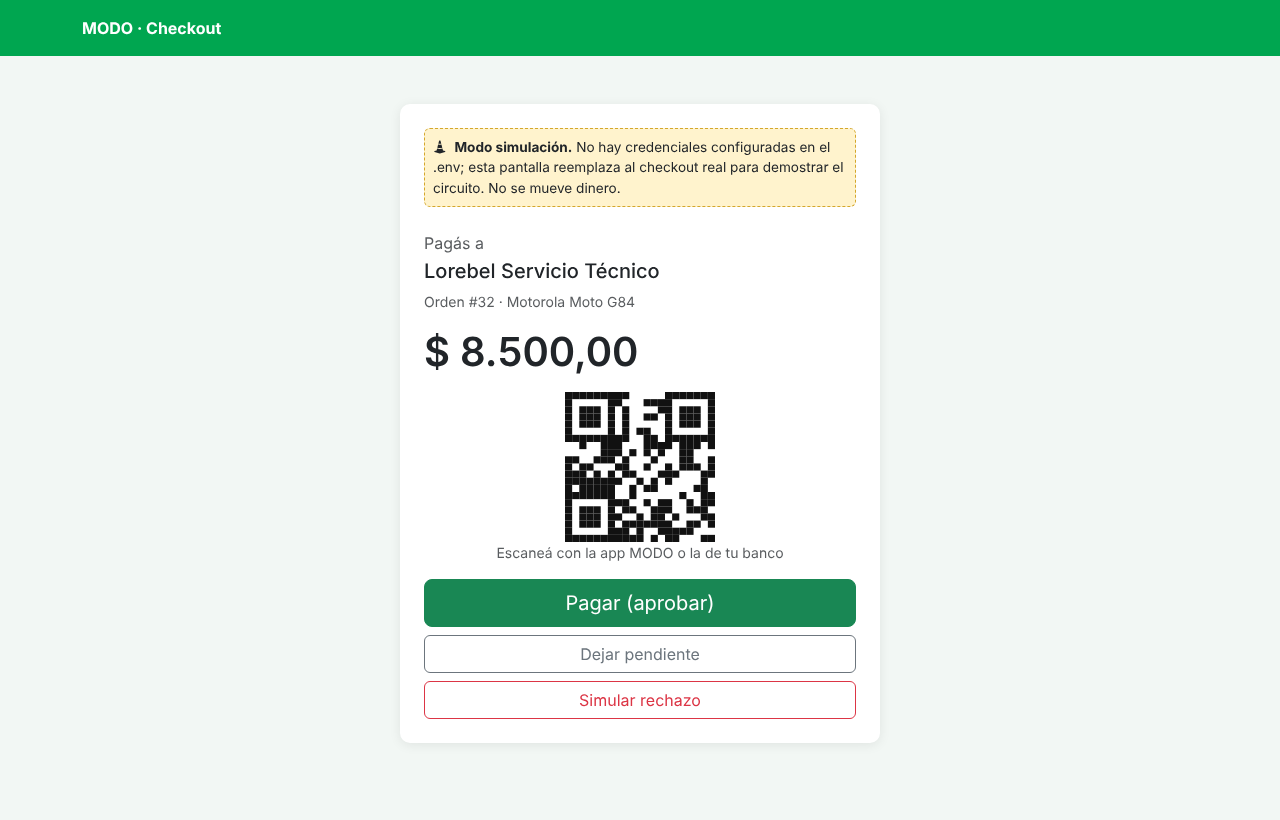 MODO · Checkout
Modo simulación. No hay credenciales configuradas en el
.env; esta pantalla reemplaza al checkout real para demostrar el
circuito. No se mueve dinero.
Pagás a
Lorebel Servicio Técnico
Orden #32 · Motorola Moto G84
$ 8.500,00
Escaneá con la app MODO o la de tu banco
Pagar (aprobar)
Dejar pendiente
Simular rechazo